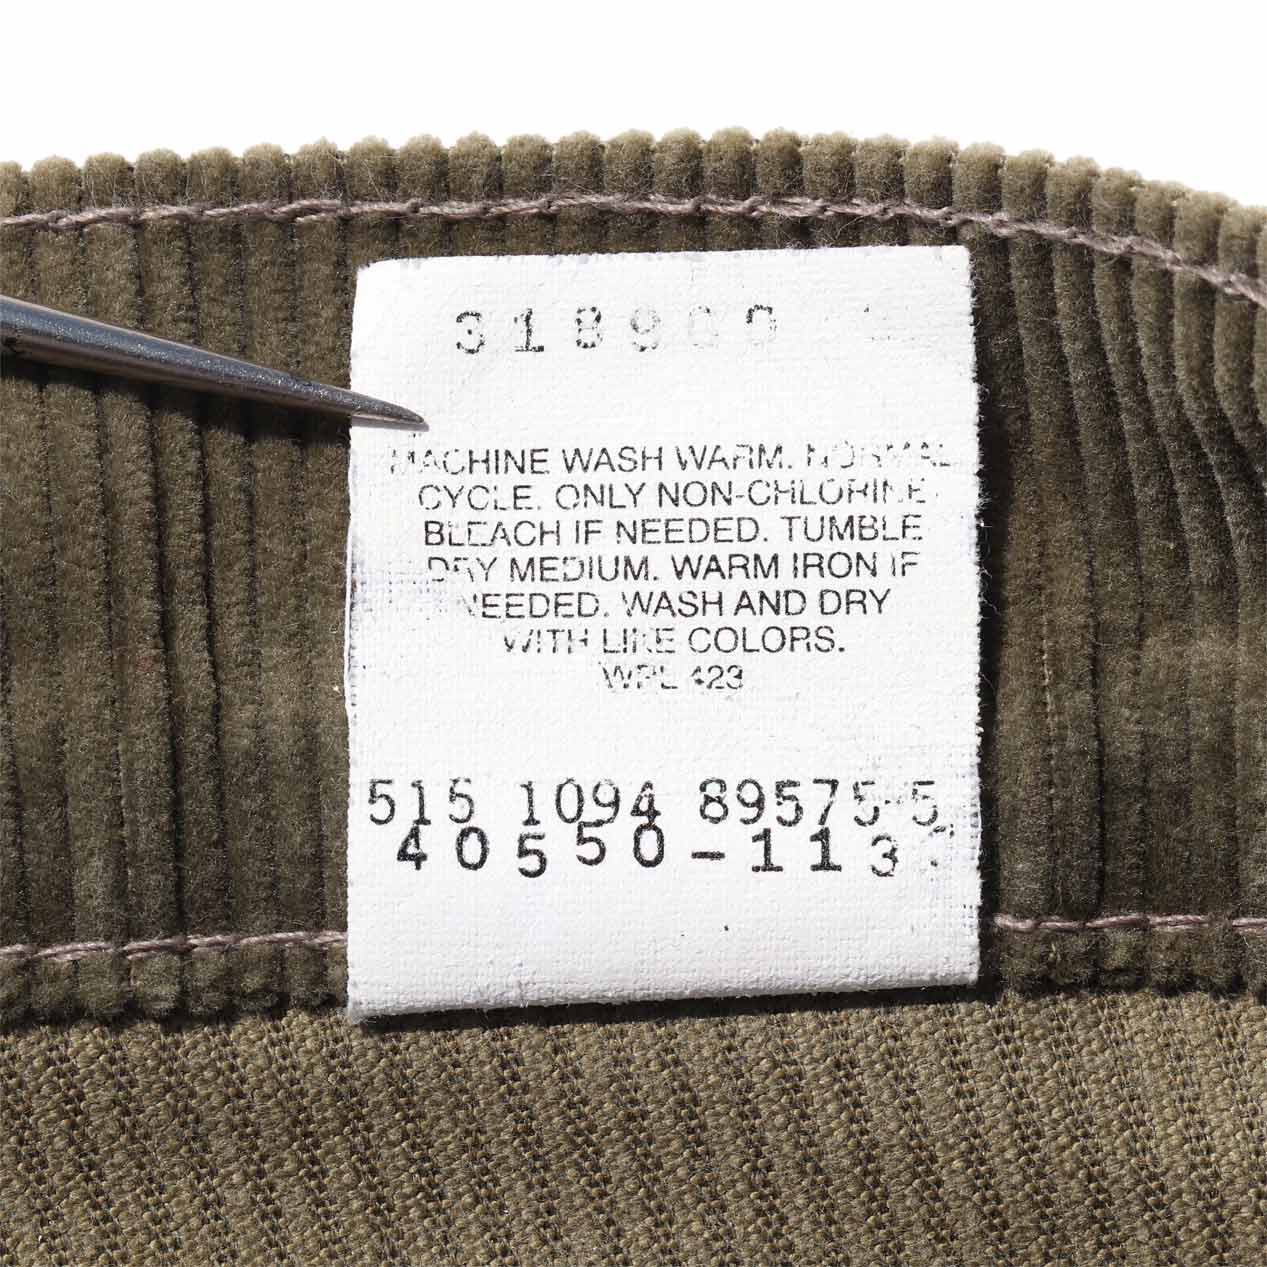 318900
MACHINE WASH WARM. NORMAL
CYCLE. ONLY NON-CHLORINE
BLEACH IF NEEDED. TUMBLE
DRY MEDIUM. WARM IRON IF
NEEDED. WASH AND DRY
WITH LIKE COLORS.
WPL 423
515 1094 89575-5
40550-113